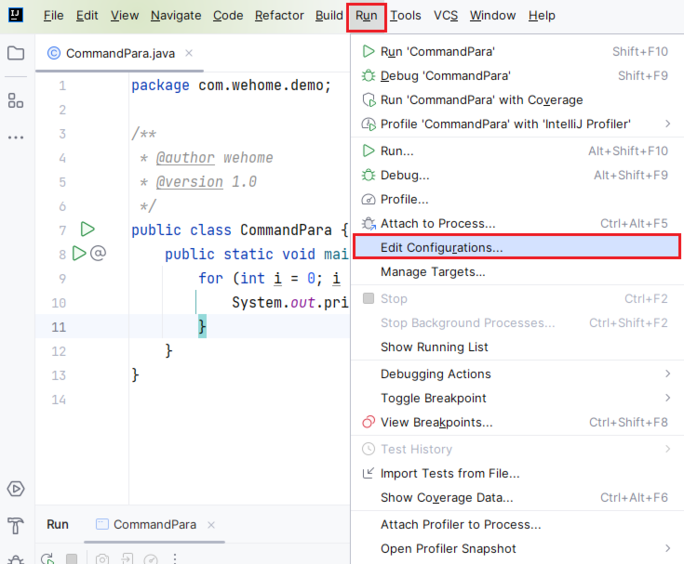 File Edit View Navigate Code Refactor Build Run Tools VCS Window Help
CommandPara.java
1 package com.wehome.demo;
2
3 /**
4 * @author wehome
5 * @version 1.0
6 */
7 public class CommandPara {
8 public static void mai
9 for (int i = 0; i
10 System.out.pri
11 }
12 }
13 }
14
Run 'CommandPara' Shift+F10
Debug 'CommandPara' Shift+F9
Run 'CommandPara' with Coverage
Profile 'CommandPara' with 'IntelliJ Profiler'
Run... Alt+Shift+F10
Debug... Alt+Shift+F9
Profile...
Attach to Process... Ctrl+Alt+F5
Edit Configurations...
Manage Targets...
Stop Ctrl+F2
Stop Background Processes... Ctrl+Shift+F2
Show Running List
Debugging Actions
Toggle Breakpoint
View Breakpoints... Ctrl+Shift+F8
Test History
Import Tests from File...
Show Coverage Data... Ctrl+Alt+F6
Attach Profiler to Process...
Open Profiler Snapshot
Run CommandPara